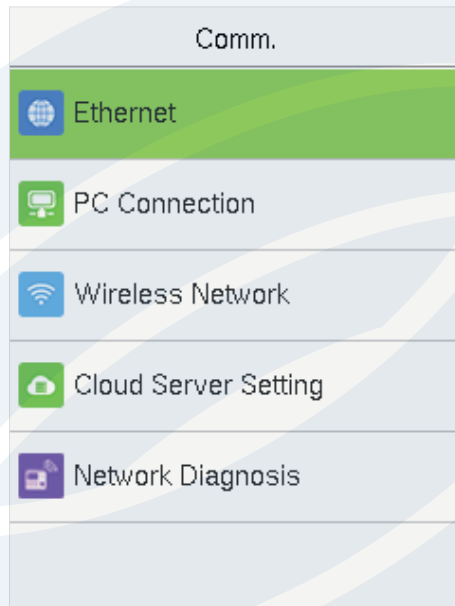 Comm.
Ethernet
PC Connection
Wireless Network
Cloud Server Setting
Network Diagnosis